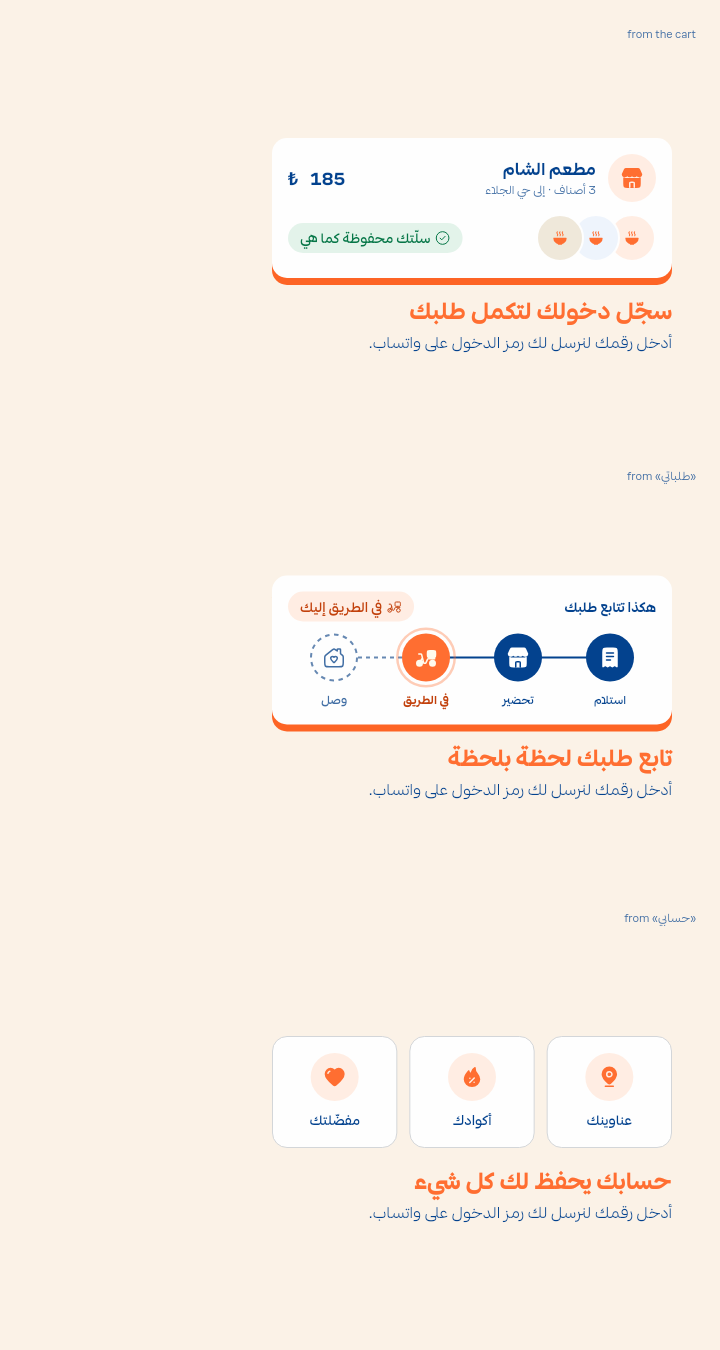 from the cart
مطعم الشام
185 ₺
3 أصناف · إلى حي الجلاء
سلّتك محفوظة كما هي
سجّل دخولك لتكمل طلبك
أدخل رقمك لنرسل لك رمز الدخول على واتساب.
from «طلباتي»
هكذا تتابع طلبك
في الطريق إليك
استلام
تحضير
في الطريق
وصل
تابع طلبك لحظة بلحظة
أدخل رقمك لنرسل لك رمز الدخول على واتساب.
from «حسابي»
عناوينك
أكوادك
مفضّلتك
حسابك يحفظ لك كل شيء
أدخل رقمك لنرسل لك رمز الدخول على واتساب.